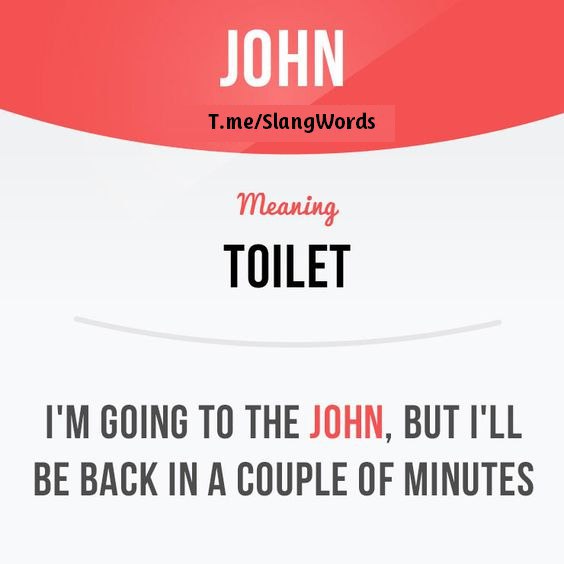 JOHN
T.me/SlangWords
Meaning
TOILET
I'M GOING TO THE JOHN, BUT I'LL
BE BACK IN A COUPLE OF MINUTES